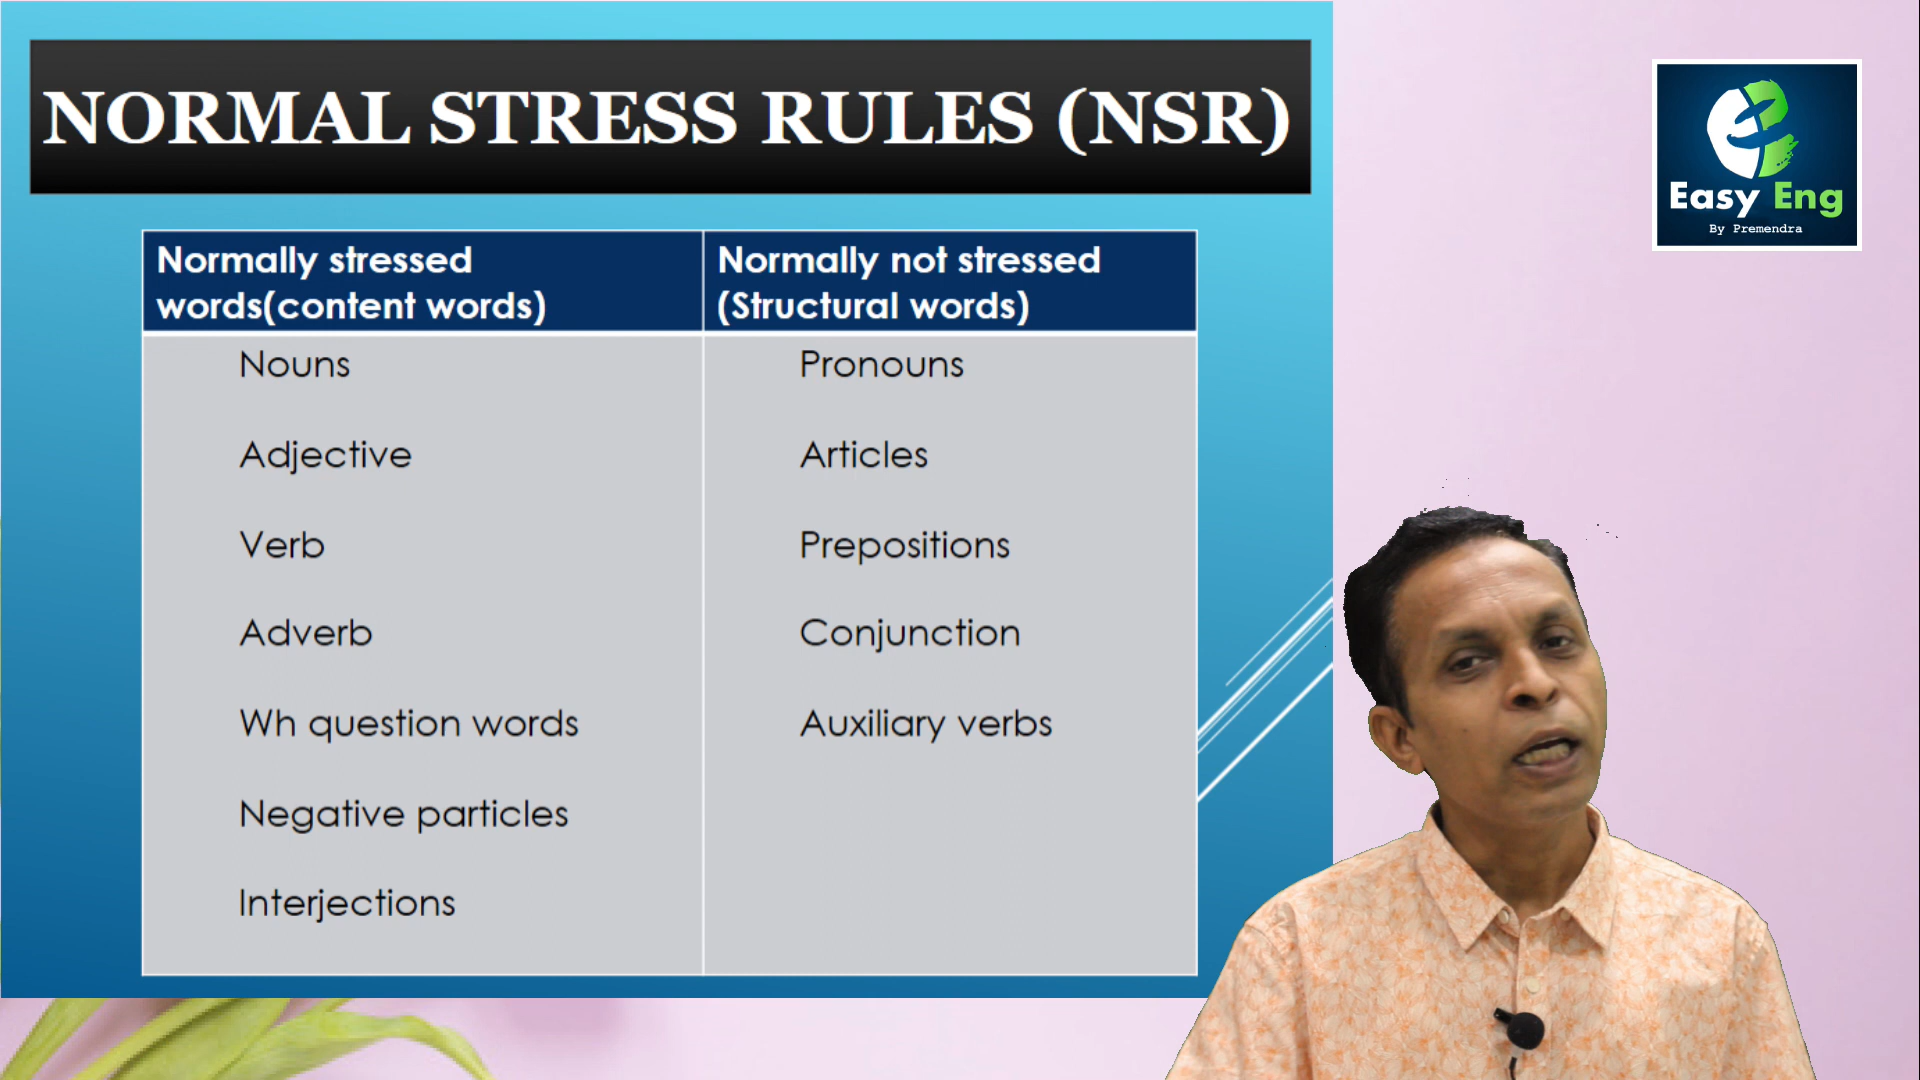 NORMAL STRESS RULES (NSR)
Normally stressed
words(content words)
Normally not stressed
(Structural words)
Nouns
Pronouns
Adjective
Articles
Verb
Prepositions
Adverb
Conjunction
Wh question words
Auxiliary verbs
Negative particles
Interjections
Easy Eng
By Premendra